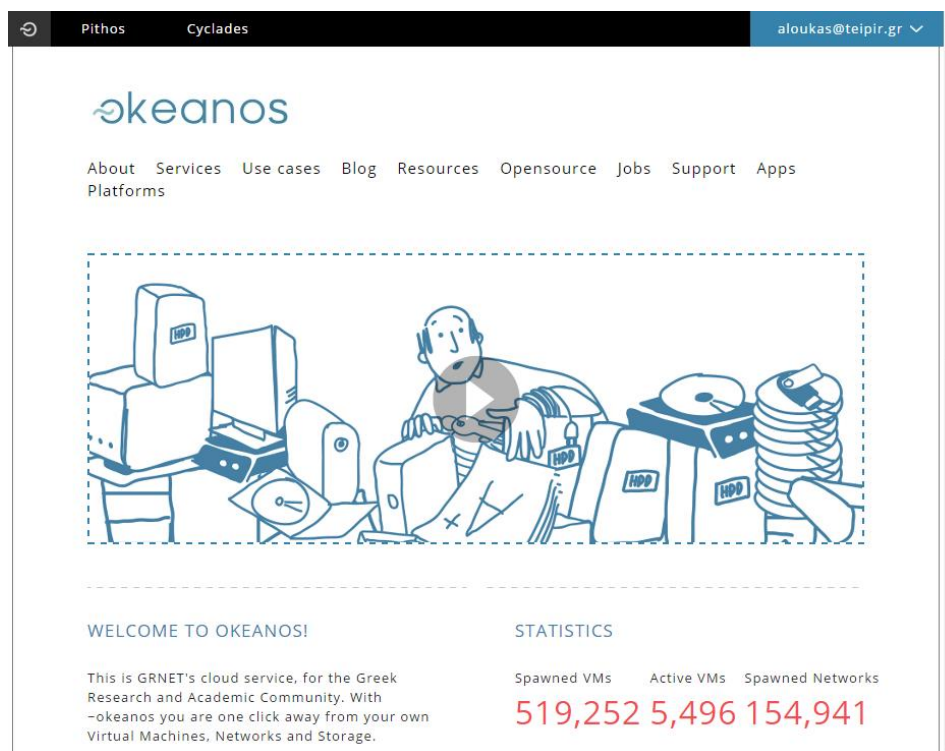 Pithos Cyclades aloukas@teipir.gr
~okeanos
About Services Use cases Blog Resources Opensource Jobs Support Apps
Platforms
HDD
HDD
HDD
HDD
WELCOME TO OKEANOS!
This is GRNET's cloud service, for the Greek
Research and Academic Community. With
~okeanos you are one click away from your own
Virtual Machines, Networks and Storage.
STATISTICS
Spawned VMs Active VMs Spawned Networks
519,252 5,496 154,941